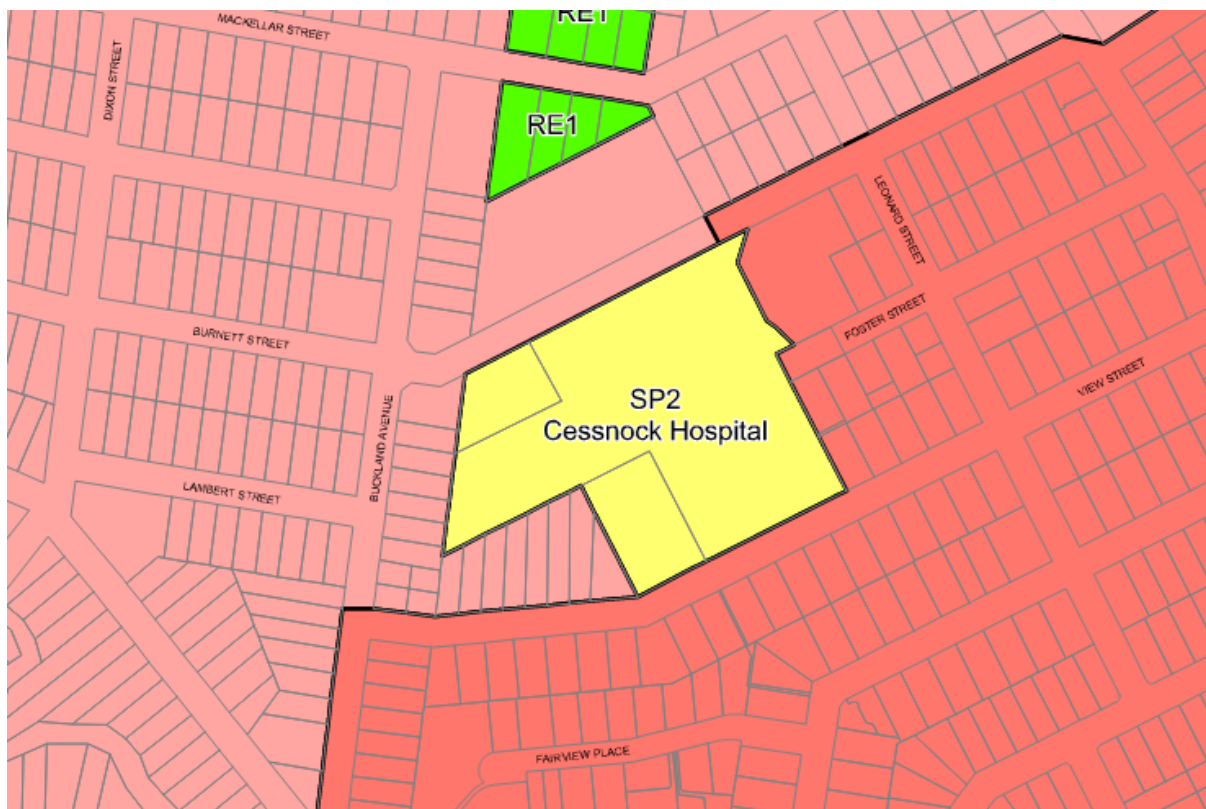 RE1
MACKELLAR STREET
DIXON STREET
RE1
LEONARD STREET
FOSTER STREET
BURNETT STREET
VIEW STREET
SP2
Cessnock Hospital
BUCKLAND AVENUE
LAMBERT STREET
FAIRVIEW PLACE